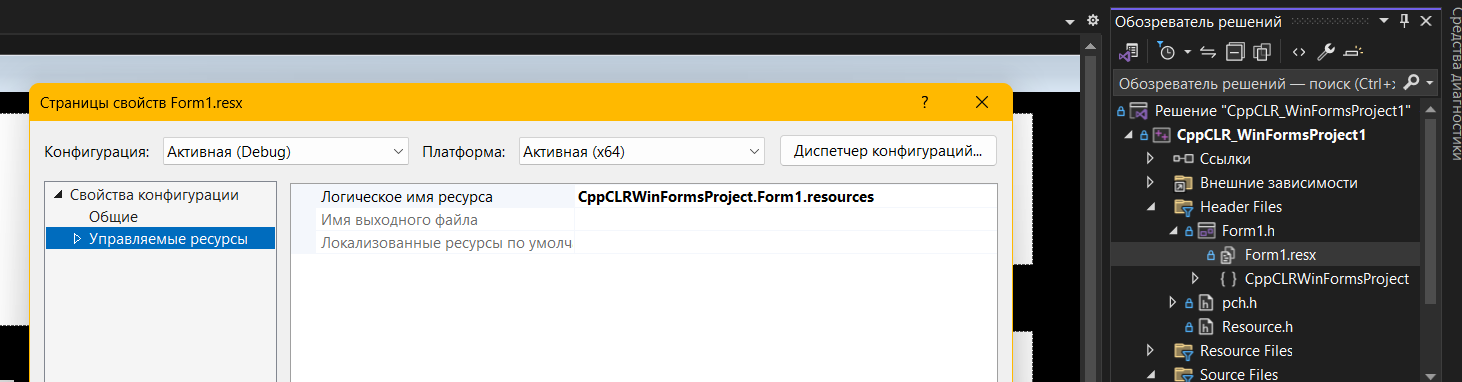 Обозреватель решений
Обозреватель решений — поиск (Ctrl+
Решение "CppCLR_WinFormsProject1"
CppCLR_WinFormsProject1
Ссылки
Внешние зависимости
Header Files
Form1.h
Form1.resx
{ } CppCLRWinFormsProject
pch.h
Resource.h
Resource Files
Source Files
Средства диагностики
Страницы свойств Form1.resx
?
Конфигурация: Активная (Debug) Платформа: Активная (x64) Диспетчер конфигураций...
Свойства конфигурации
Общие
Управляемые ресурсы
Логическое имя ресурса CppCLRWinFormsProject.Form1.resources
Имя выходного файла
Локализованные ресурсы по умолч